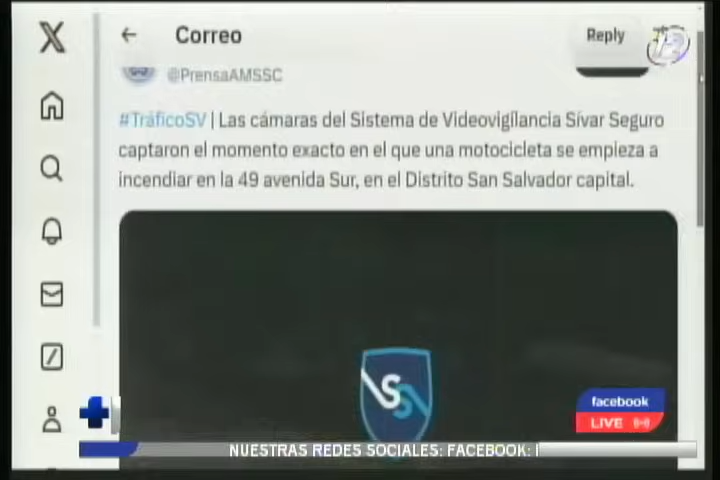 Correo
Reply
@PrensaAMSSC
#TráficoSV | Las cámaras del Sistema de Videovigilancia Sívar Seguro
captaron el momento exacto en el que una motocicleta se empieza a
incendiar en la 49 avenida Sur, en el Distrito San Salvador capital.
facebook
LIVE
NUESTRAS REDES SOCIALES: FACEBOOK: